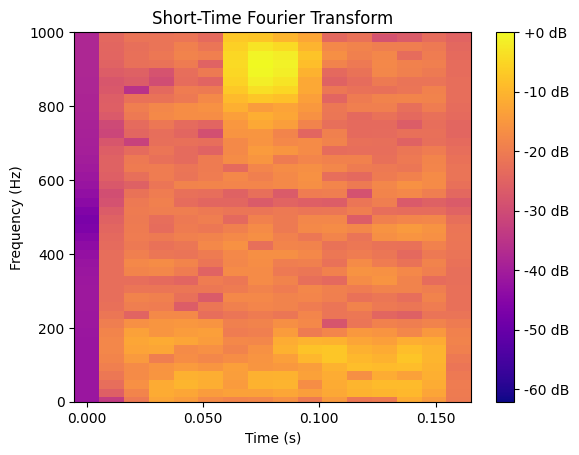 Short-Time Fourier Transform
1000
800
600
400
200
0
Frequency (Hz)
0.000
0.050
0.100
0.150
Time (s)
+0 dB
-10 dB
-20 dB
-30 dB
-40 dB
-50 dB
-60 dB